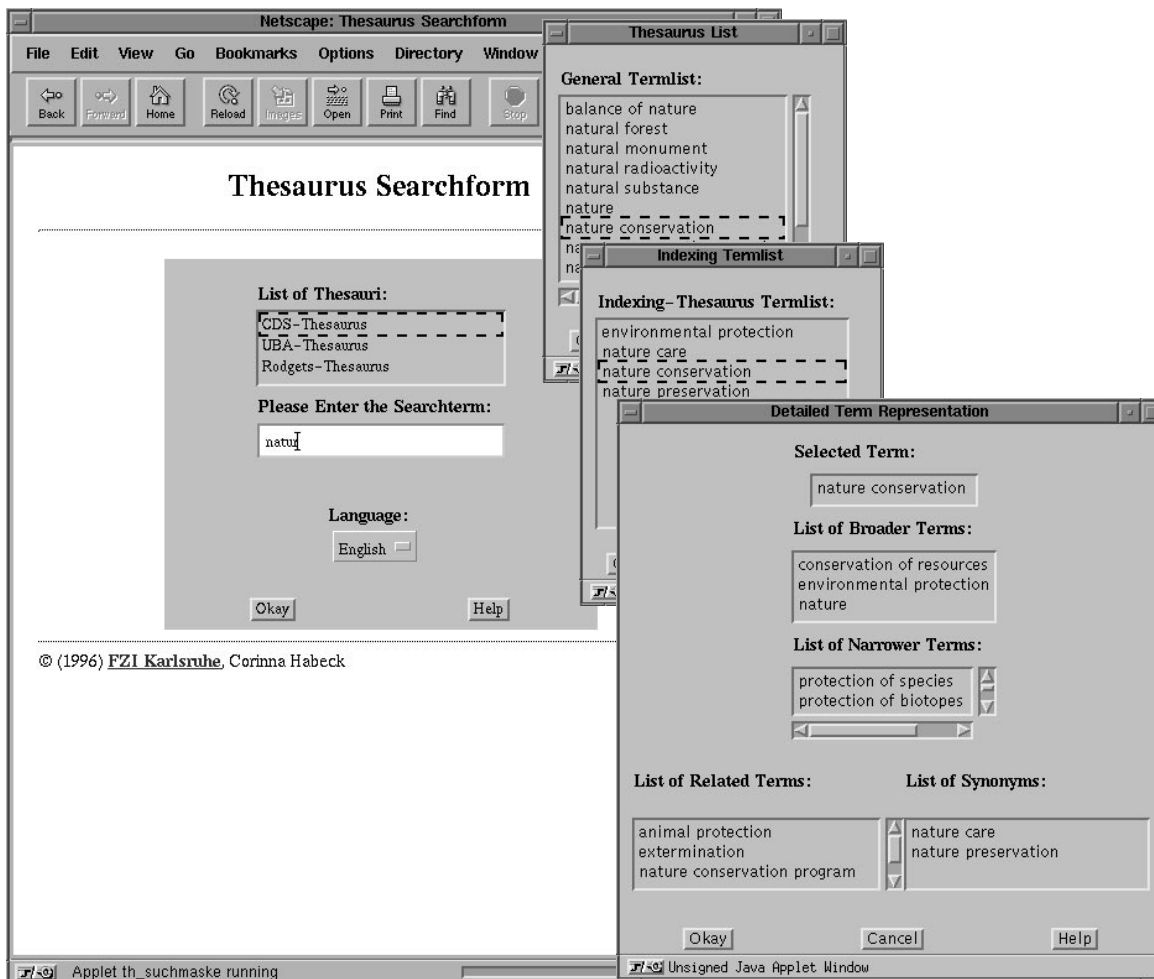 Netscape: Thesaurus Searchform
File Edit View Go Bookmarks Options Directory Window
Back Forward Home Reload Images Open Print Find Stop
Thesaurus Searchform
List of Thesauri:
CDS-Thesaurus
UBA-Thesaurus
Rodgets-Thesaurus
Please Enter the Searchterm:
natur
Language:
English
Okay Help
© (1996) FZI Karlsruhe, Corinna Habeck
Applet th_suchmaske running
Thesaurus List
General Termlist:
balance of nature
natural forest
natural monument
natural radioactivity
natural substance
nature
nature conservation
Indexing Termlist
Indexing-Thesaurus Termlist:
environmental protection
nature care
nature conservation
nature preservation
Detailed Term Representation
Selected Term:
nature conservation
List of Broader Terms:
conservation of resources
environmental protection
nature
List of Narrower Terms:
protection of species
protection of biotopes
List of Related Terms:
animal protection
extermination
nature conservation program
List of Synonyms:
nature care
nature preservation
Okay Cancel Help
Unsigned Java Applet Window